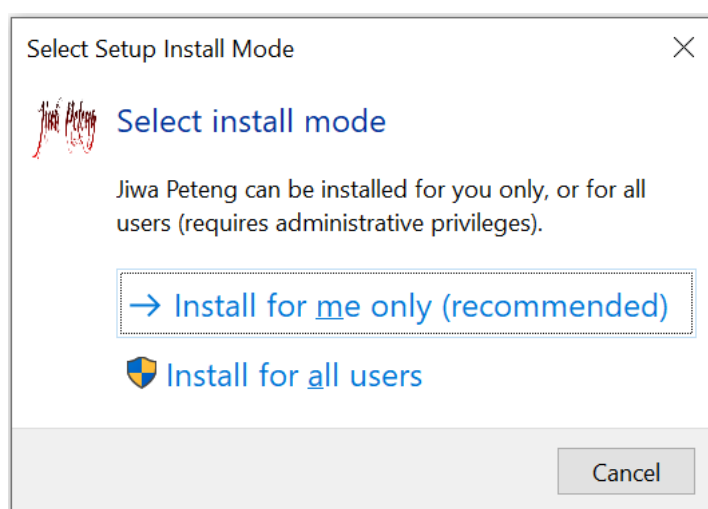 Select Setup Install Mode
Jiwa Peteng
Select install mode
Jiwa Peteng can be installed for you only, or for all
users (requires administrative privileges).
→ Install for me only (recommended)
Install for all users
Cancel